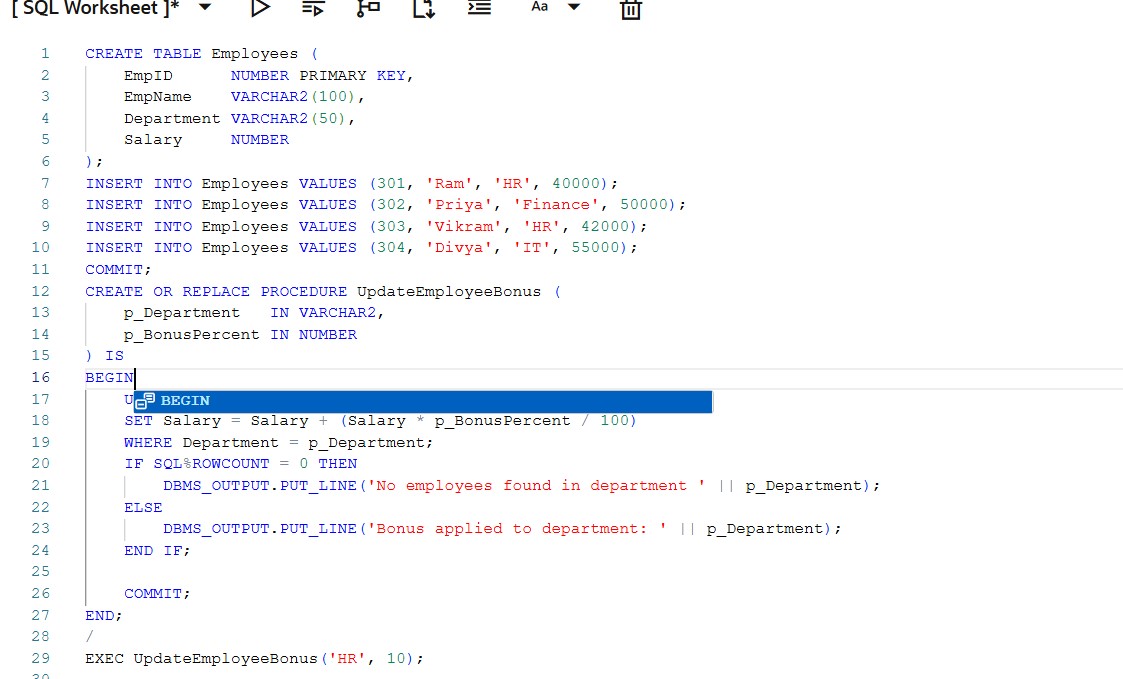 [ SQL Worksheet ]* Aa
1 CREATE TABLE Employees (
2 EmpID NUMBER PRIMARY KEY,
3 EmpName VARCHAR2(100),
4 Department VARCHAR2(50),
5 Salary NUMBER
6 );
7 INSERT INTO Employees VALUES (301, 'Ram', 'HR', 40000);
8 INSERT INTO Employees VALUES (302, 'Priya', 'Finance', 50000);
9 INSERT INTO Employees VALUES (303, 'Vikram', 'HR', 42000);
10 INSERT INTO Employees VALUES (304, 'Divya', 'IT', 55000);
11 COMMIT;
12 CREATE OR REPLACE PROCEDURE UpdateEmployeeBonus (
13 p_Department IN VARCHAR2,
14 p_BonusPercent IN NUMBER
15 ) IS
16 BEGIN
17 U BEGIN
18 SET Salary = Salary + (Salary * p_BonusPercent / 100)
19 WHERE Department = p_Department;
20 IF SQL%ROWCOUNT = 0 THEN
21 DBMS_OUTPUT.PUT_LINE('No employees found in department ' || p_Department);
22 ELSE
23 DBMS_OUTPUT.PUT_LINE('Bonus applied to department: ' || p_Department);
24 END IF;
25
26 COMMIT;
27 END;
28 /
29 EXEC UpdateEmployeeBonus('HR', 10);